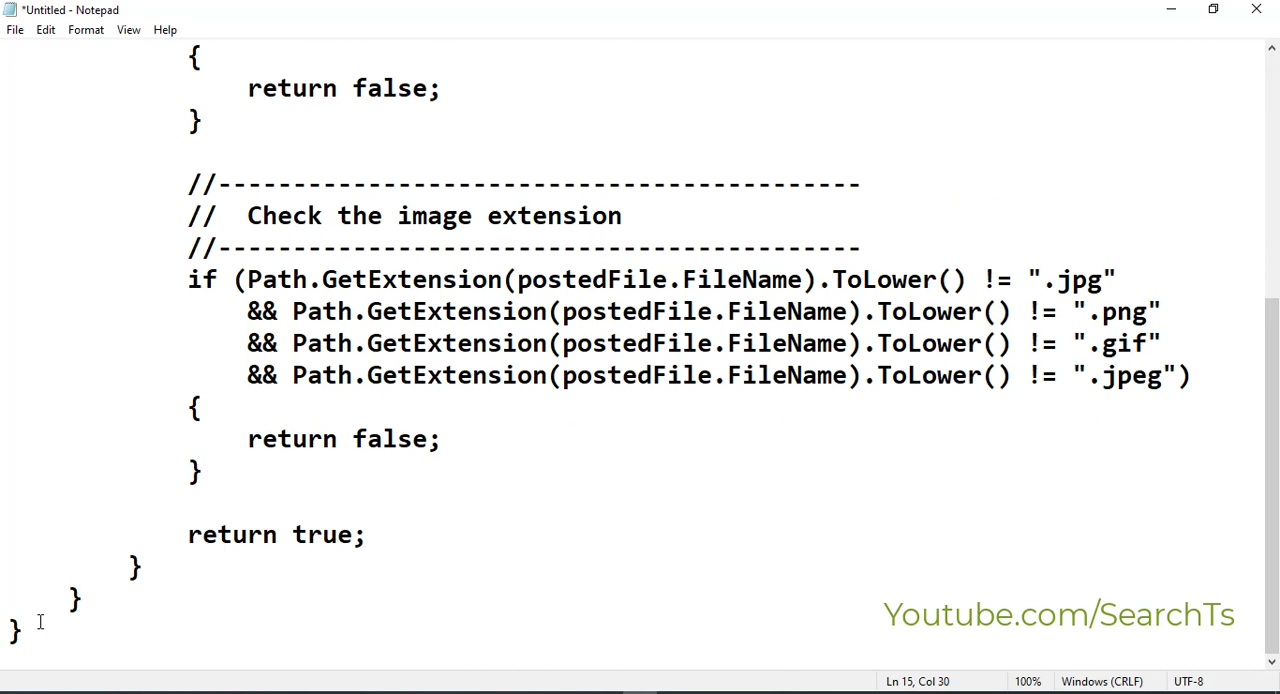 *Untitled - Notepad
File Edit Format View Help
{
return false;
}
//-------------------------------------------
// Check the image extension
//-------------------------------------------
if (Path.GetExtension(postedFile.FileName).ToLower() != ".jpg"
&& Path.GetExtension(postedFile.FileName).ToLower() != ".png"
&& Path.GetExtension(postedFile.FileName).ToLower() != ".gif"
&& Path.GetExtension(postedFile.FileName).ToLower() != ".jpeg")
{
return false;
}
return true;
}
}
}
Youtube.com/SearchTs
Ln 15, Col 30 100% Windows (CRLF) UTF-8